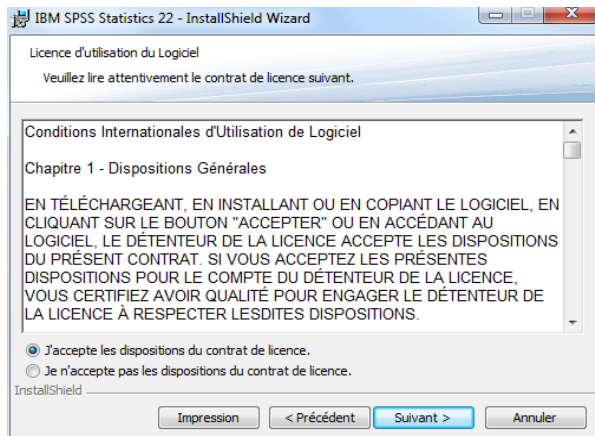 IBM SPSS Statistics 22 - InstallShield Wizard
Licence d'utilisation du Logiciel
Veuillez lire attentivement le contrat de licence suivant.
Conditions Internationales d'Utilisation de Logiciel
Chapitre 1 - Dispositions Générales
EN TÉLÉCHARGEANT, EN INSTALLANT OU EN COPIANT LE LOGICIEL, EN
CLIQUANT SUR LE BOUTON "ACCEPTER" OU EN ACCÉDANT AU
LOGICIEL, LE DÉTENTEUR DE LA LICENCE ACCEPTE LES DISPOSITIONS
DU PRÉSENT CONTRAT. SI VOUS ACCEPTEZ LES PRÉSENTES
DISPOSITIONS POUR LE COMPTE DU DÉTENTEUR DE LA LICENCE,
VOUS CERTIFIEZ AVOIR QUALITÉ POUR ENGAGER LE DÉTENTEUR DE
LA LICENCE À RESPECTER LESDITES DISPOSITIONS.
J'accepte les dispositions du contrat de licence.
Je n'accepte pas les dispositions du contrat de licence.
InstallShield
Impression < Précédent Suivant > Annuler